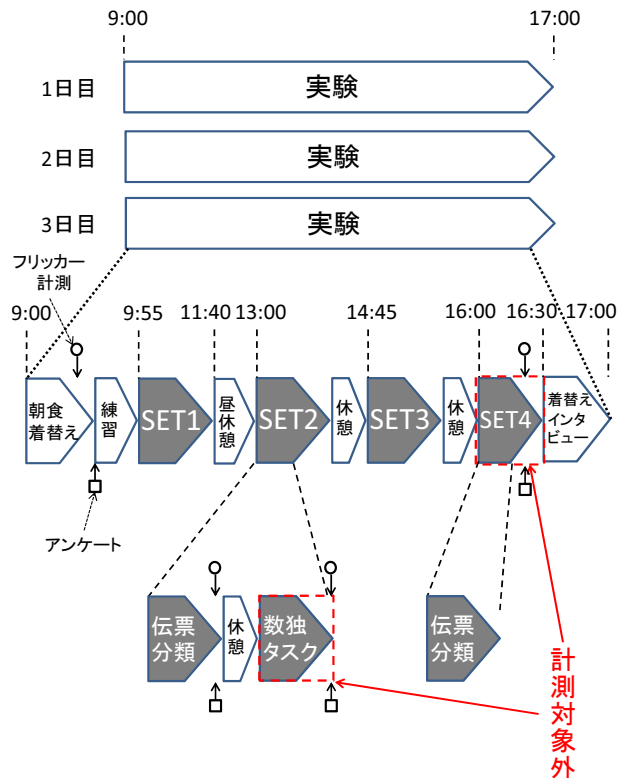 9:00
17:00
1日目
実験
2日目
実験
3日目
実験
フリッカー
計測
9:00
9:55
11:40
13:00
14:45
16:00
16:30
17:00
朝食
着替え
練習
SET1
昼休憩
SET2
休憩
SET3
休憩
SET4
着替え
インタ
ビュー
アンケート
伝票
分類
休憩
数独
タスク
伝票
分類
計測対象外